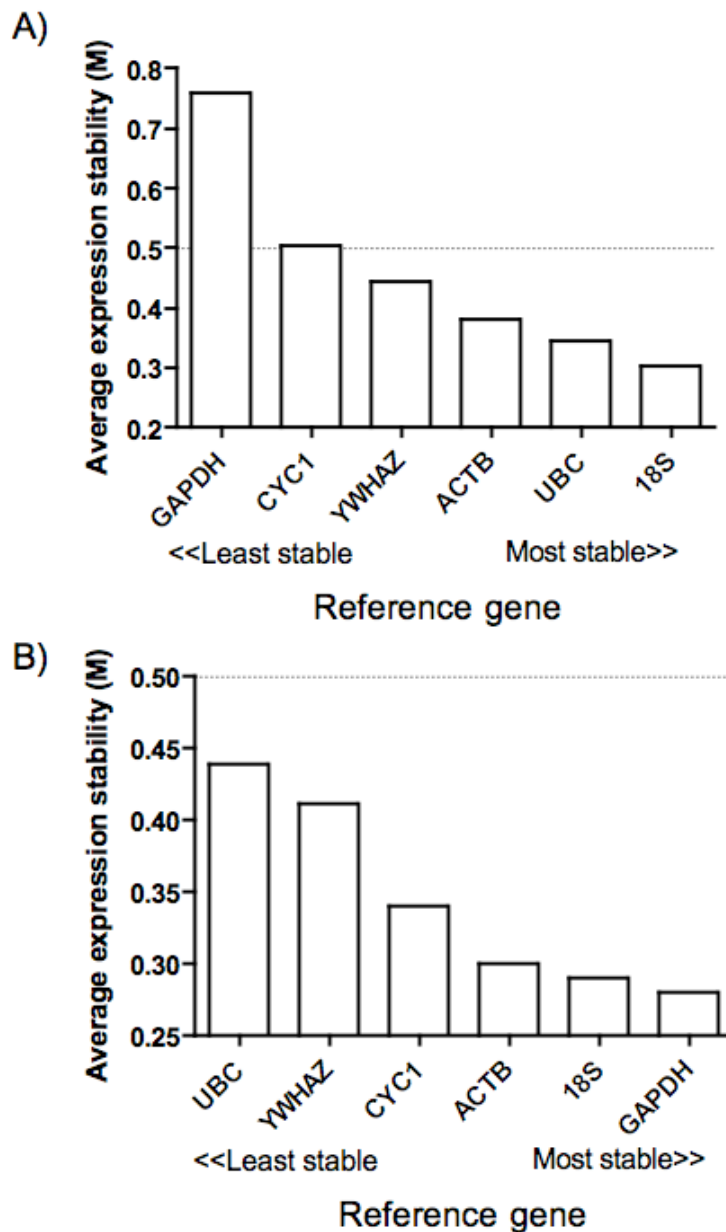 A)
Average expression stability (M)
0.8
0.7
0.6
0.5
0.4
0.3
0.2
GAPDH
CYC1
YWHAZ
ACTB
UBC
18S
<<Least stable
Most stable>>
Reference gene
B)
Average expression stability (M)
0.50
0.45
0.40
0.35
0.30
0.25
UBC
YWHAZ
CYC1
ACTB
18S
GAPDH
<<Least stable
Most stable>>
Reference gene